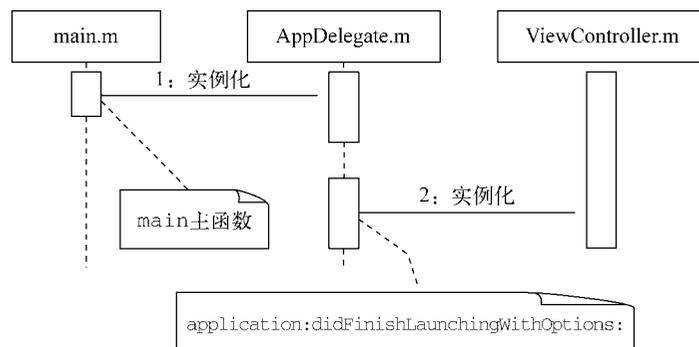 main.m
AppDelegate.m
ViewController.m
1：实例化
2：实例化
main主函数
application:didFinishLaunchingWithOptions: